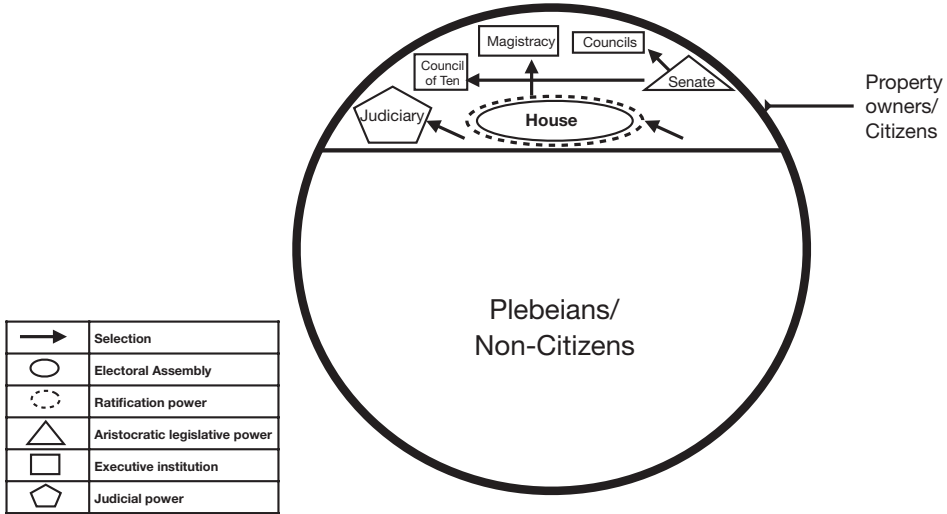 Magistracy
Councils
Council
of Ten
Senate
Judiciary
House
Property
owners/
Citizens
Plebeians/
Non-Citizens
Selection
Electoral Assembly
Ratification power
Aristocratic legislative power
Executive institution
Judicial power